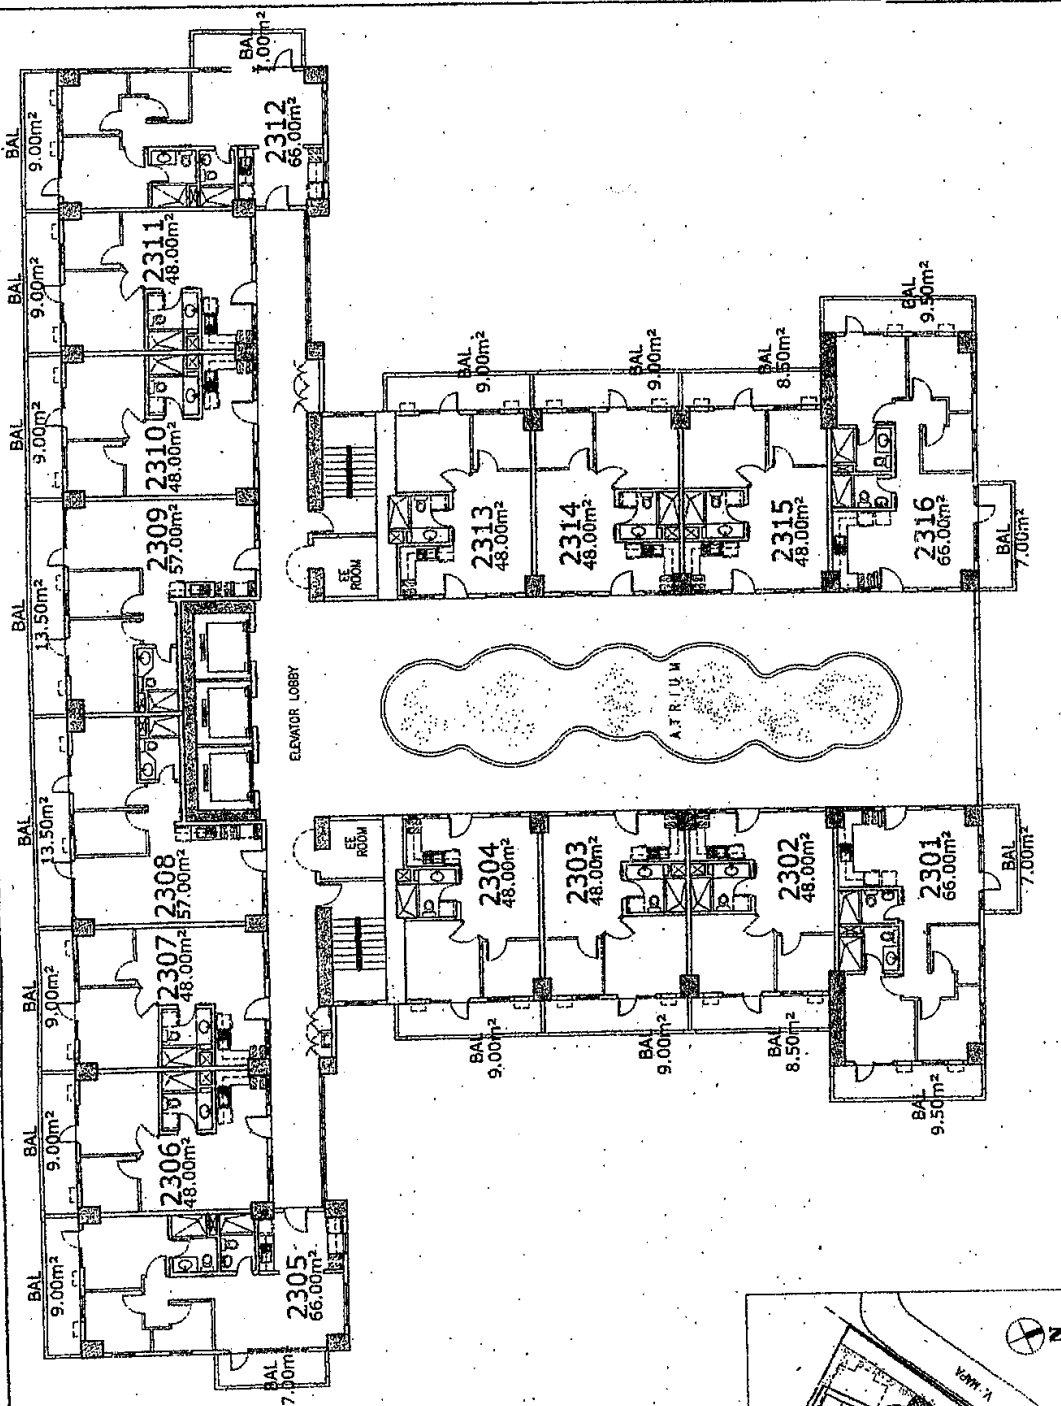 BAL
7.00m²
2312
66.00m²
BAL
9.00m²
2311
48.00m²
BAL
9.00m²
2310
48.00m²
BAL
9.00m²
2309
57.00m²
BAL
13.50m²
2308
57.00m²
BAL
13.50m²
2307
48.00m²
BAL
9.00m²
2306
48.00m²
BAL
9.00m²
2305
66.00m²
BAL
9.00m²
BAL
7.00m²
EE
ROOM
ELEVATOR LOBBY
EE
ROOM
BAL
9.00m²
2313
48.00m²
BAL
9.00m²
2314
48.00m²
BAL
8.50m²
2315
48.00m²
BAL
9.50m²
2316
66.00m²
BAL
7.00m²
ATRIUM
2304
48.00m²
BAL
9.00m²
2303
48.00m²
BAL
9.00m²
2302
48.00m²
BAL
8.50m²
2301
66.00m²
BAL
7.00m²
BAL
9.50m²
V. MAPA
N